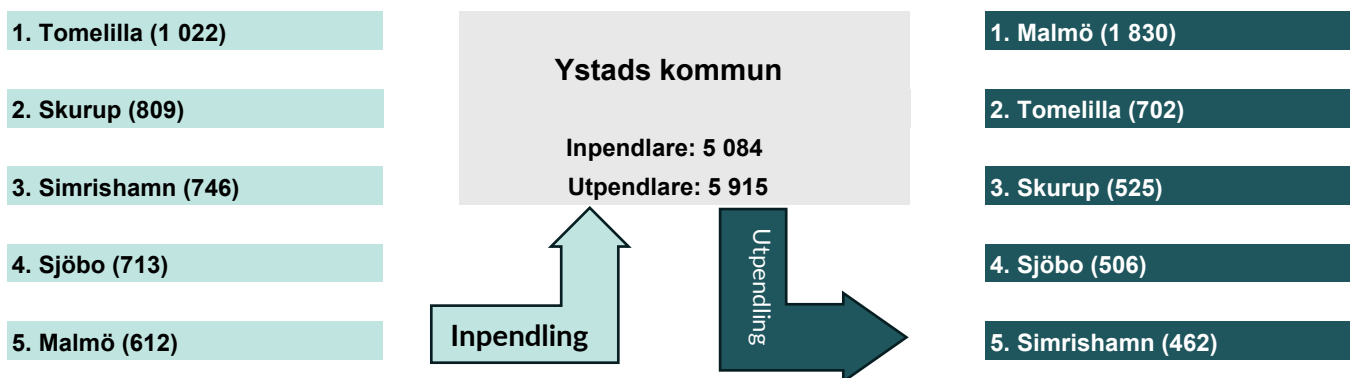 1. Tomelilla (1 022)
2. Skurup (809)
3. Simrishamn (746)
4. Sjöbo (713)
5. Malmö (612)
Ystads kommun
Inpendlare: 5 084
Utpendlare: 5 915
Inpendling
Utpendling
1. Malmö (1 830)
2. Tomelilla (702)
3. Skurup (525)
4. Sjöbo (506)
5. Simrishamn (462)